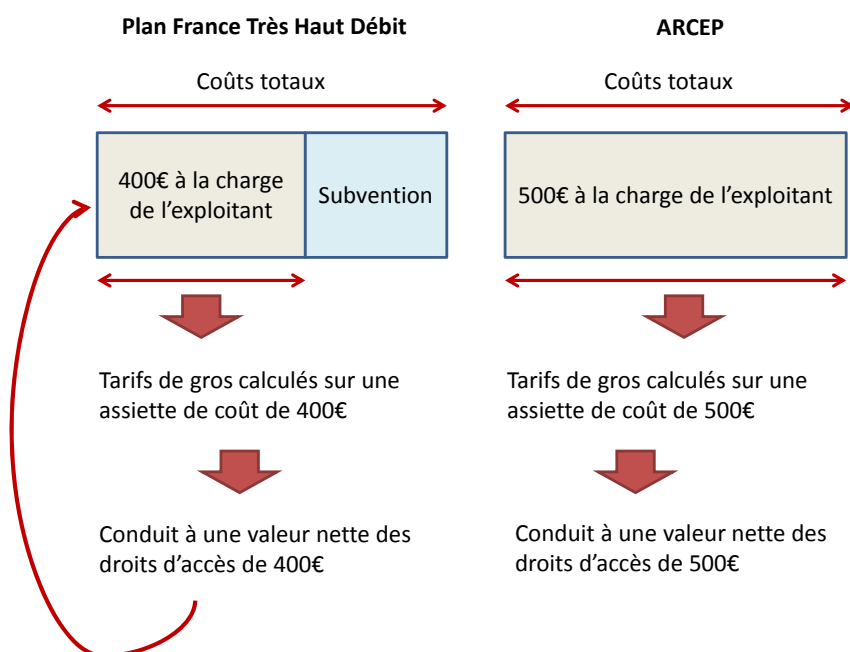 Plan France Très Haut Débit
Coûts totaux
400€ à la charge
de l'exploitant
Subvention
Tarifs de gros calculés sur une
assiette de coût de 400€
Conduit à une valeur nette des
droits d'accès de 400€
ARCEP
Coûts totaux
500€ à la charge de l'exploitant
Tarifs de gros calculés sur une
assiette de coût de 500€
Conduit à une valeur nette des
droits d'accès de 500€